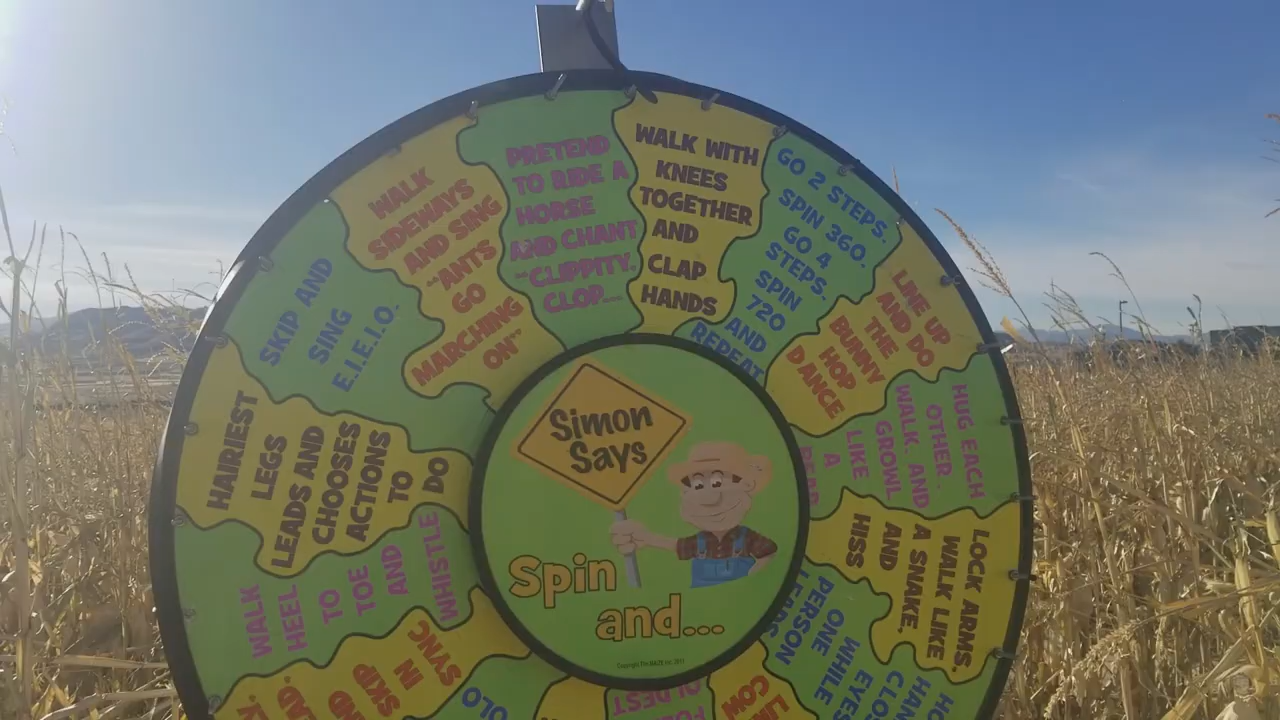 PRETEND
TO RIDE A
HORSE
AND CHANT
"CLIPPITY,
CLOP...
WALK WITH
KNEES
TOGETHER
AND
CLAP
HANDS
GO 2 STEPS.
SPIN 360.
GO 4
STEPS.
SPIN
720
AND
REPEAT
LINE UP
AND DO
THE
BUNNY
HOP
DANCE
HUG EACH
OTHER.
WALK. AND
GROWL
LIKE
A
BEAR
LOCK ARMS.
WALK LIKE
A SNAKE.
AND
HISS
EYES
WHILE
ONE
PERSON
LEADS
OLDEST
SKIP
IN
SYNC
WALK
HEEL
TO
TOE
AND
WHISTLE
HAIRIEST
LEGS
LEADS AND
CHOOSES
ACTIONS
TO
DO
SKIP AND
SING
E.I.E.I.O.
WALK
SIDEWAYS
AND SING
"ANTS
GO
MARCHING
ON"
Simon
Says
Spin
and...